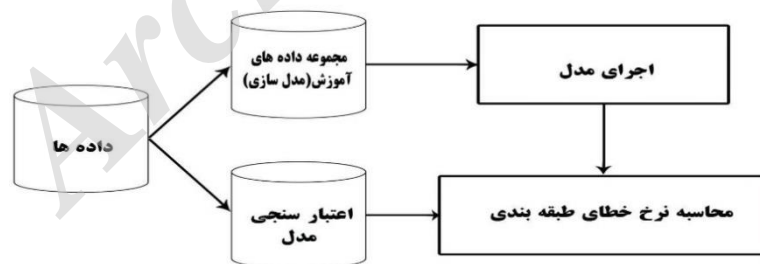 مجموعه داده های
آموزش(مدل سازی)
اجرای مدل
داده ها
اعتبار سنجی
مدل
محاسبه نرخ خطای طبقه بندی